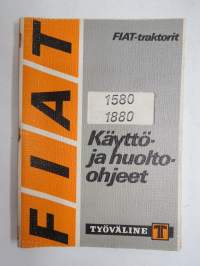 FIAT
FIAT-traktorit
1580
1880
Käyttö-
ja huolto-
ohjeet
TYÖVÄLINE T